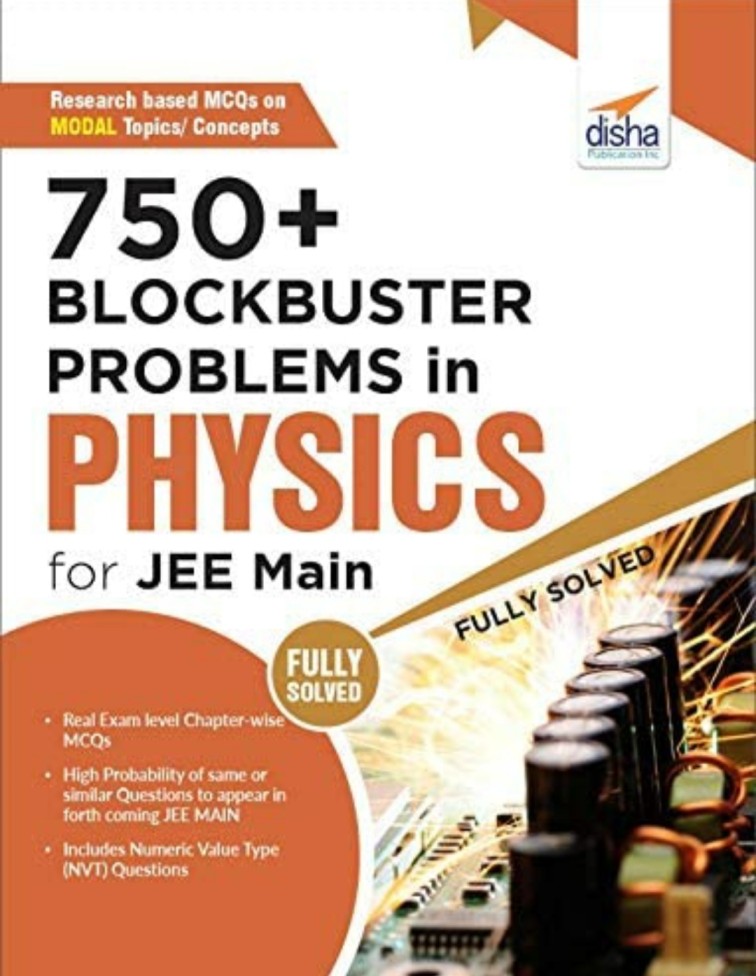 Research based MCQs on
MODAL Topics/ Concepts
disha
Publication Inc
750+
BLOCKBUSTER
PROBLEMS in
PHYSICS
for JEE Main
FULLY SOLVED
FULLY
SOLVED
• Real Exam level Chapter-wise
MCQs
• High Probability of same or
similar Questions to appear in
forth coming JEE MAIN
• Includes Numeric Value Type
(NVT) Questions